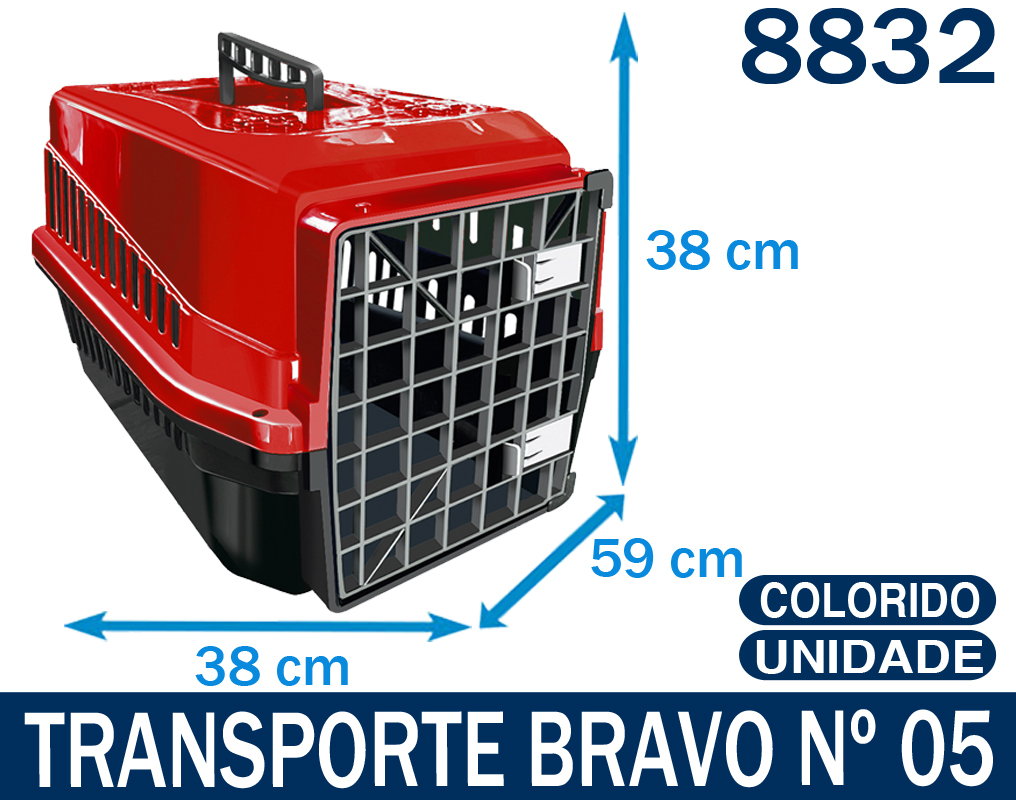 8832
38 cm
59 cm
COLORIDO
UNIDADE
38 cm
TRANSPORTE BRAVO Nº 05